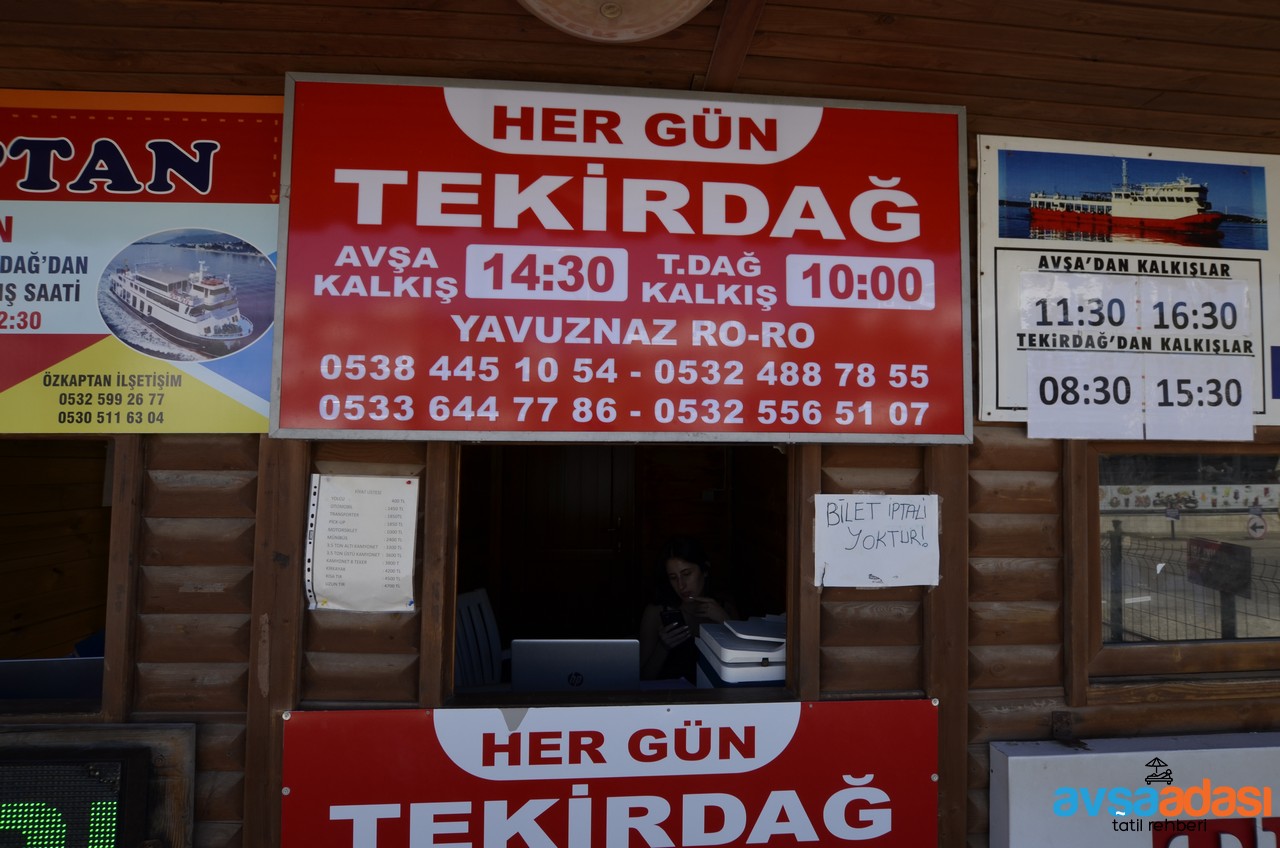 PTAN
N
DAĞ'DAN
IŞ SAATİ
2:30
ÖZKAPTAN İLŞETİŞİM
0532 599 26 77
0530 511 63 04
HER GÜN
TEKİRDAĞ
AVŞA KALKIŞ 14:30 T.DAĞ KALKIŞ 10:00
YAVUZNAZ RO-RO
0538 445 10 54 - 0532 488 78 55
0533 644 77 86 - 0532 556 51 07
AVŞA'DAN KALKIŞLAR
11:30 16:30
TEKİRDAĞ'DAN KALKIŞLAR
08:30 15:30
BİLET İPTALİ
YOKTUR!
hp
HER GÜN
TEKİRDAĞ
avşaadası
tatil rehberi